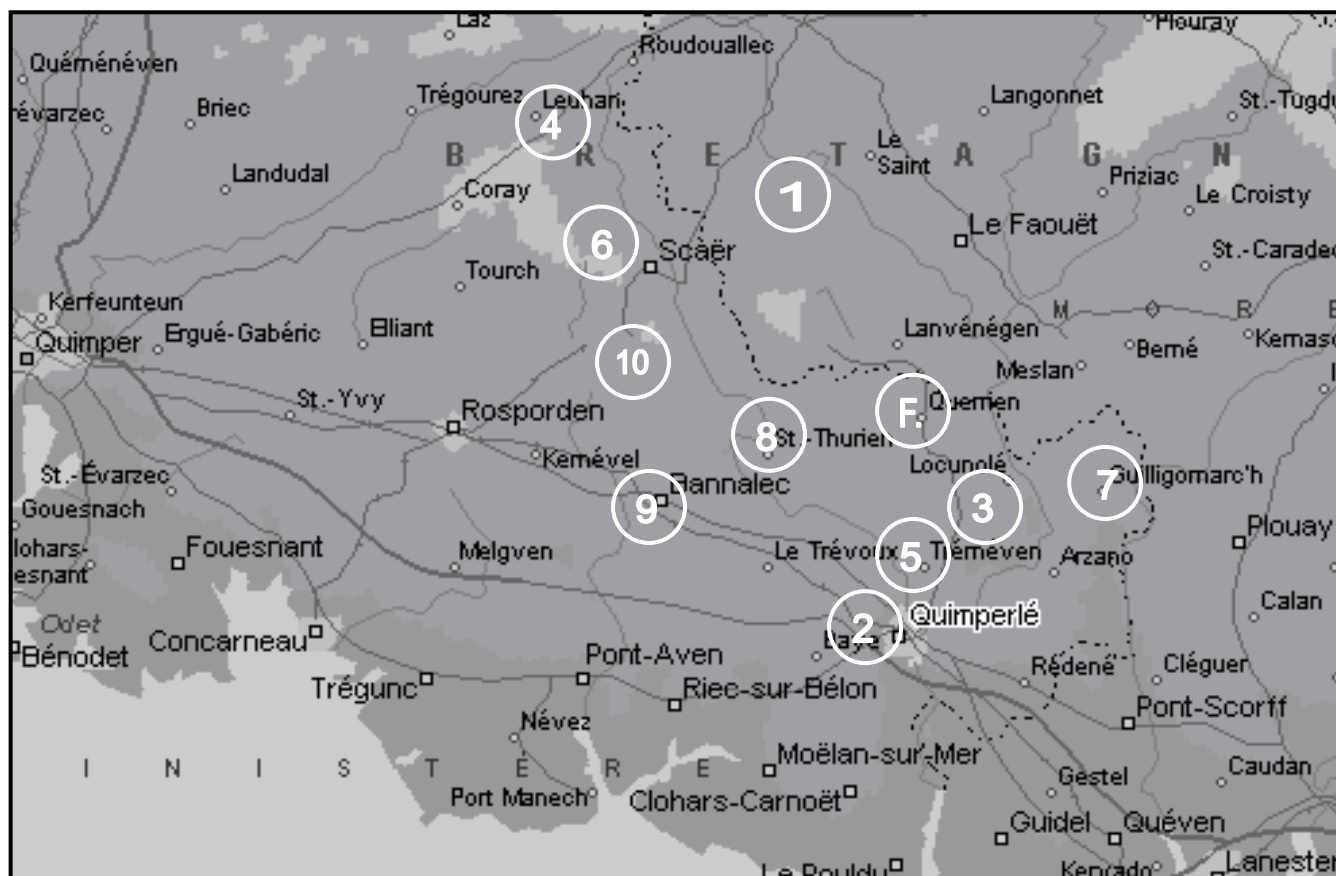 Laz
Plouray
Roudouallec
Quéménéven
Trégourez
Leuhan
Langonnet
St.-Tugdu
révarzec
Briec
4
B R E T A G N
Le
Saint
Landudal
Coray
1
Priziac
Le Croisty
Le Faouët
6
Scaër
St.-Caradec
Tourch
Kerfeunteun
M O R E
Quimper
Ergué-Gabéric
Elliant
Lanvénégen
Berné
Kernasc
10
Meslan
St.-Yvy
Rosporden
F.
Querrien
8
St.-Thurien
Kernével
Locunolé
St.-Évarzec
Bannalec
7
Guilligomarc'h
Gouesnach
9
3
Plouay
lohars-
esnant
Fouesnant
Melgven
Le Trévoux
5
Tréméven
Arzano
Calan
Odet
Concarneau
2
Quimperlé
Baye
Bénodet
Pont-Aven
Rédené
Cléguer
Trégunc
Riec-sur-Bélon
Pont-Scorff
Névez
I N I S T È R E
Moëlan-sur-Mer
Gestel
Caudan
Port Manech
Clohars-Carnoët
Guidel
Quéven
Le Pouldu
Lanester